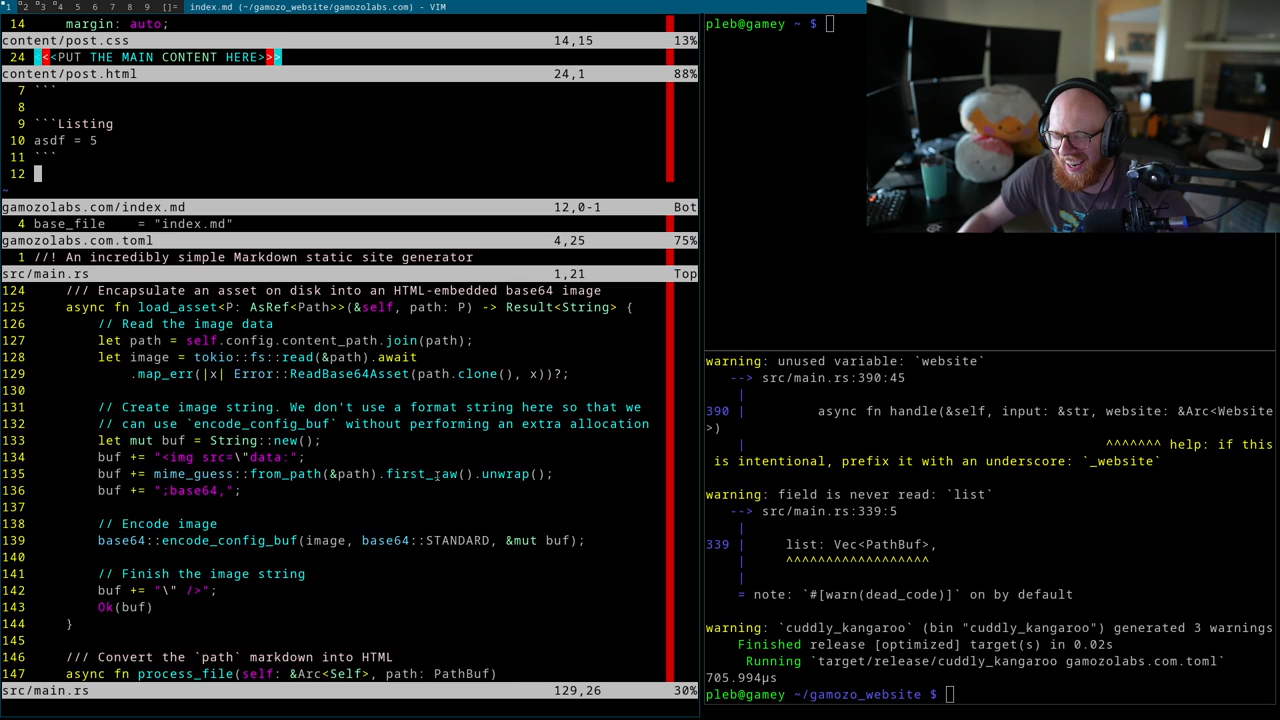 1 2 3 4 5 6 7 8 9 []= index.md (~/gamozo_website/gamozolabs.com) - VIM
14     margin: auto;
content/post.css 14,15 13%
24 <<<PUT THE MAIN CONTENT HERE>>>
content/post.html 24,1 88%
7 ```
8
9 ```Listing
10 asdf = 5
11 ```
12
~
gamozolabs.com/index.md 12,0-1 Bot
4 base_file    = "index.md"
gamozolabs.com.toml 4,25 75%
1 //! An incredibly simple Markdown static site generator
src/main.rs 1,21 Top
124     /// Encapsulate an asset on disk into an HTML-embedded base64 image
125     async fn load_asset<P: AsRef<Path>>(&self, path: P) -> Result<String> {
126         // Read the image data
127         let path = self.config.content_path.join(path);
128         let image = tokio::fs::read(&path).await
129             .map_err(|x| Error::ReadBase64Asset(path.clone(), x))?;
130
131         // Create image string. We don't use a format string here so that we
132         // can use `encode_config_buf` without performing an extra allocation
133         let mut buf = String::new();
134         buf += "<img src=\"data:";
135         buf += mime_guess::from_path(&path).first_raw().unwrap();
136         buf += ";base64,";
137
138         // Encode image
139         base64::encode_config_buf(image, base64::STANDARD, &mut buf);
140
141         // Finish the image string
142         buf += "\" />";
143         Ok(buf)
144     }
145
146     /// Convert the `path` markdown into HTML
147     async fn process_file(self: &Arc<Self>, path: PathBuf)
src/main.rs 129,26 30%
pleb@gamey ~ $
warning: unused variable: `website`
   --> src/main.rs:390:45
    |
390 |         async fn handle(&self, input: &str, website: &Arc<Website
>)
    |                                             ^^^^^^^ help: if this
 is intentional, prefix it with an underscore: `_website`
warning: field is never read: `list`
   --> src/main.rs:339:5
    |
339 |     list: Vec<PathBuf>,
    |     ^^^^^^^^^^^^^^^^^^
    |
    = note: `#[warn(dead_code)]` on by default
warning: `cuddly_kangaroo` (bin "cuddly_kangaroo") generated 3 warnings
    Finished release [optimized] target(s) in 0.02s
     Running `target/release/cuddly_kangaroo gamozolabs.com.toml`
705.994µs
pleb@gamey ~/gamozo_website $